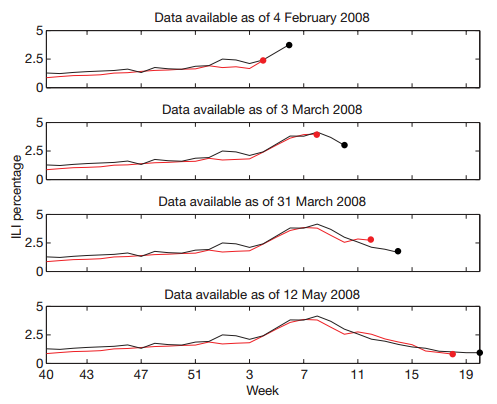 Data available as of 4 February 2008
5
2.5
0
Data available as of 3 March 2008
5
2.5
0
ILI percentage
Data available as of 31 March 2008
5
2.5
0
Data available as of 12 May 2008
5
2.5
0
40 43 47 51 3 7 11 15 19
Week